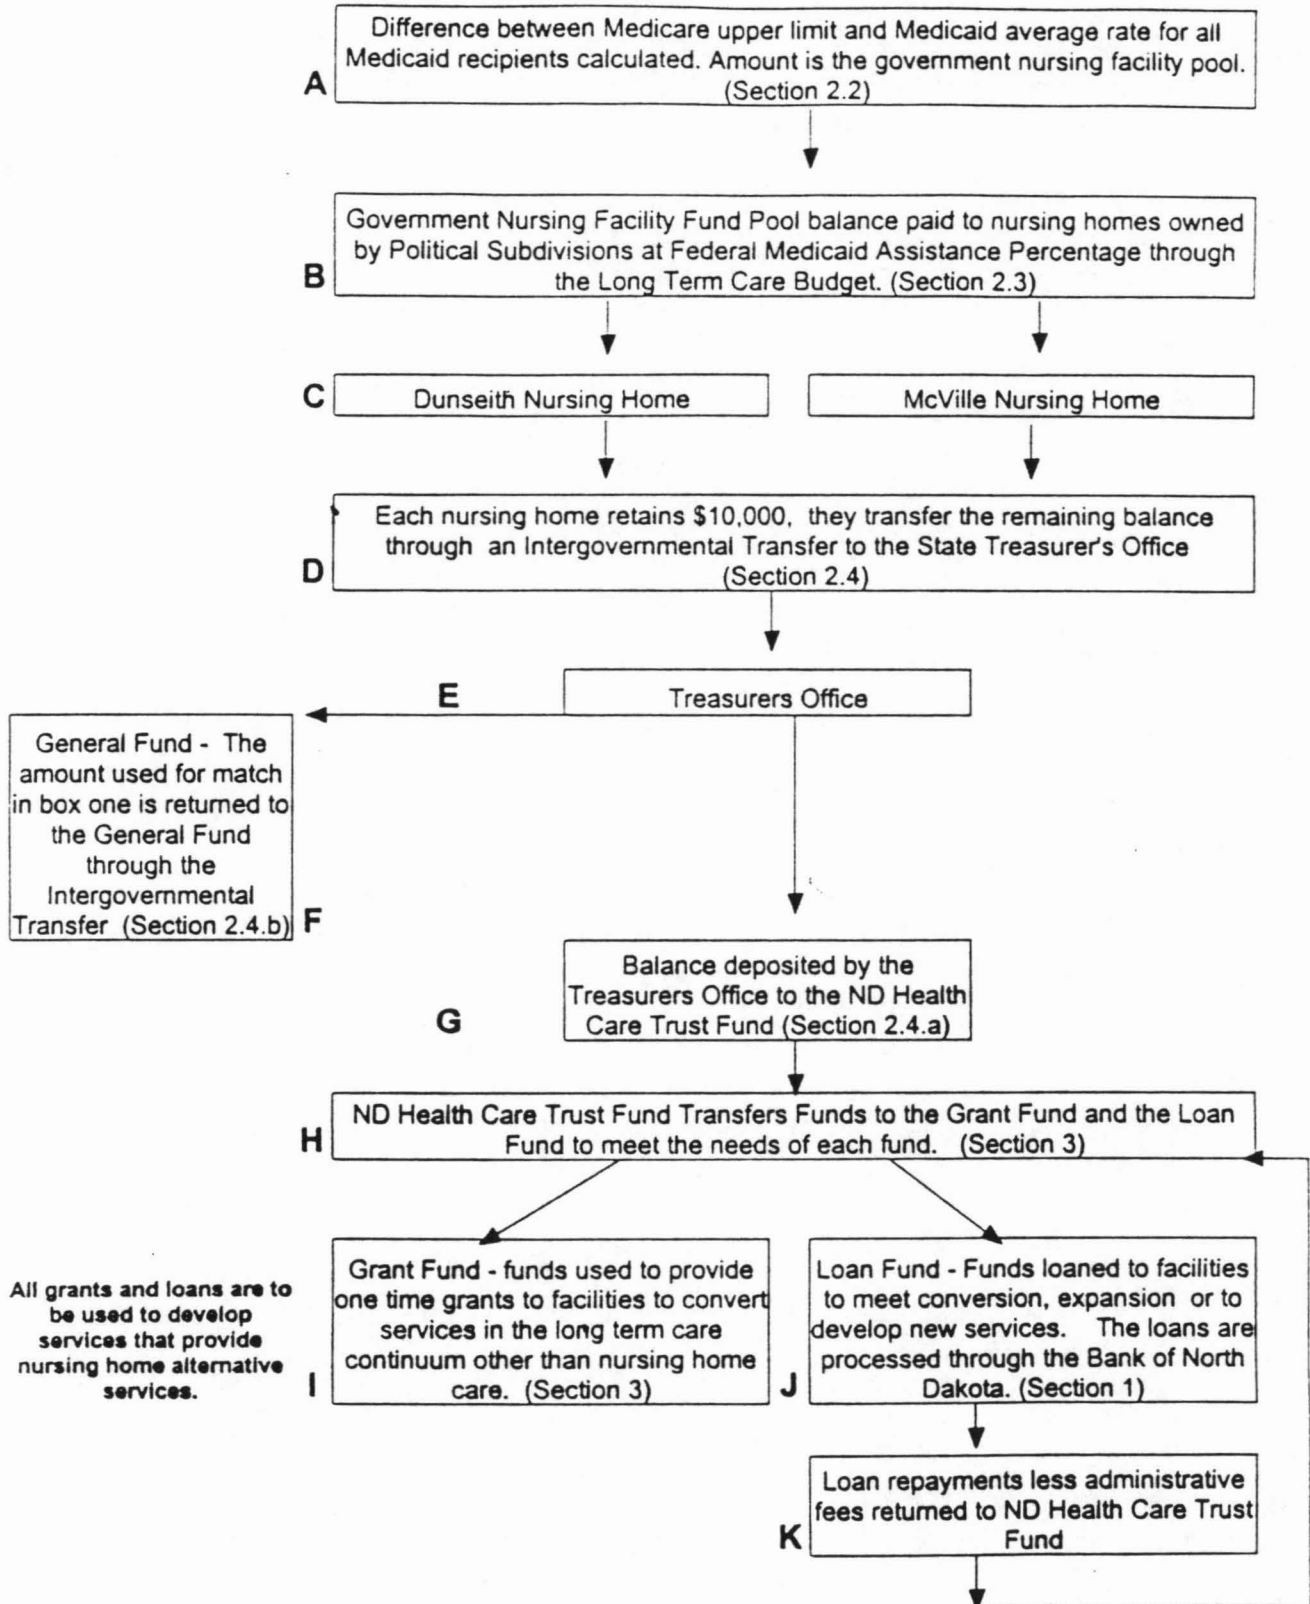 Difference between Medicare upper limit and Medicaid average rate for all
Medicaid recipients calculated. Amount is the government nursing facility pool.
(Section 2.2)
A
Government Nursing Facility Fund Pool balance paid to nursing homes owned
by Political Subdivisions at Federal Medicaid Assistance Percentage through
the Long Term Care Budget. (Section 2.3)
B
C
Dunseith Nursing Home
McVille Nursing Home
Each nursing home retains $10,000, they transfer the remaining balance
through an Intergovernmental Transfer to the State Treasurer's Office
(Section 2.4)
D
E
Treasurers Office
General Fund - The
amount used for match
in box one is returned to
the General Fund
through the
Intergovernmental
Transfer (Section 2.4.b)
F
Balance deposited by the
Treasurers Office to the ND Health
Care Trust Fund (Section 2.4.a)
G
ND Health Care Trust Fund Transfers Funds to the Grant Fund and the Loan
Fund to meet the needs of each fund. (Section 3)
H
All grants and loans are to
be used to develop
services that provide
nursing home alternative
services.
Grant Fund - funds used to provide
one time grants to facilities to convert
services in the long term care
continuum other than nursing home
care. (Section 3)
I
Loan Fund - Funds loaned to facilities
to meet conversion, expansion or to
develop new services. The loans are
processed through the Bank of North
Dakota. (Section 1)
J
Loan repayments less administrative
fees returned to ND Health Care Trust
Fund
K